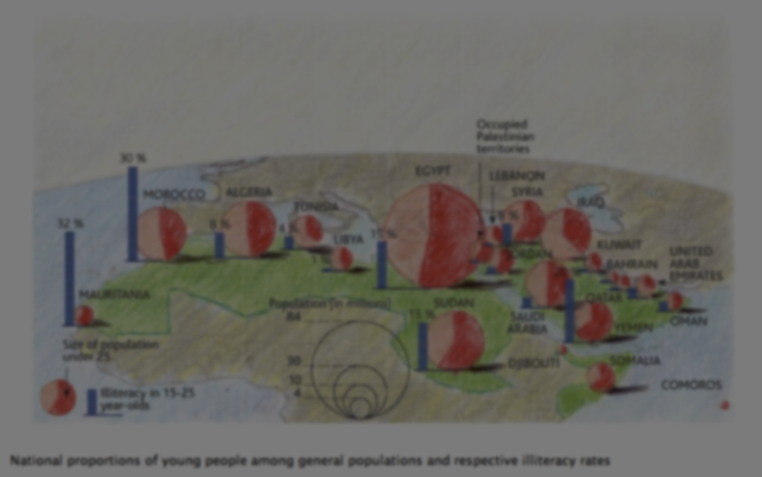 Occupied
Palestinian
territories
30 %
EGYPT
LEBANON
MOROCCO
ALGERIA
SYRIA
IRAQ
32 %
TUNISIA
LIBYA
KUWAIT
BAHRAIN
UNITED
ARAB
EMIRATES
MAURITANIA
Population (in millions)
84
SUDAN
QATAR
OMAN
15 %
SAUDI
ARABIA
YEMEN
Size of population
under 25
30
10
4
DJIBOUTI
SOMALIA
COMOROS
Illiteracy in 15-25
year-olds
National proportions of young people among general populations and respective illiteracy rates